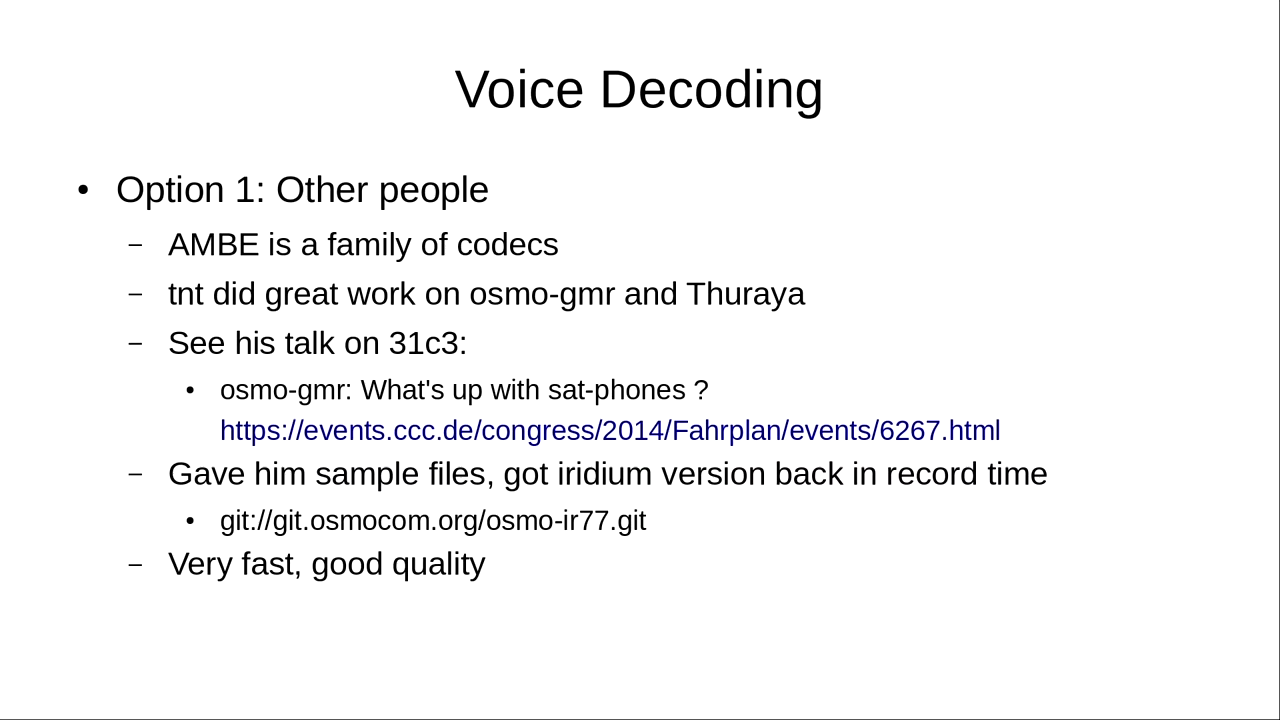 Voice Decoding
• Option 1: Other people
– AMBE is a family of codecs
– tnt did great work on osmo-gmr and Thuraya
– See his talk on 31c3:
• osmo-gmr: What's up with sat-phones ?
https://events.ccc.de/congress/2014/Fahrplan/events/6267.html
– Gave him sample files, got iridium version back in record time
• git://git.osmocom.org/osmo-ir77.git
– Very fast, good quality